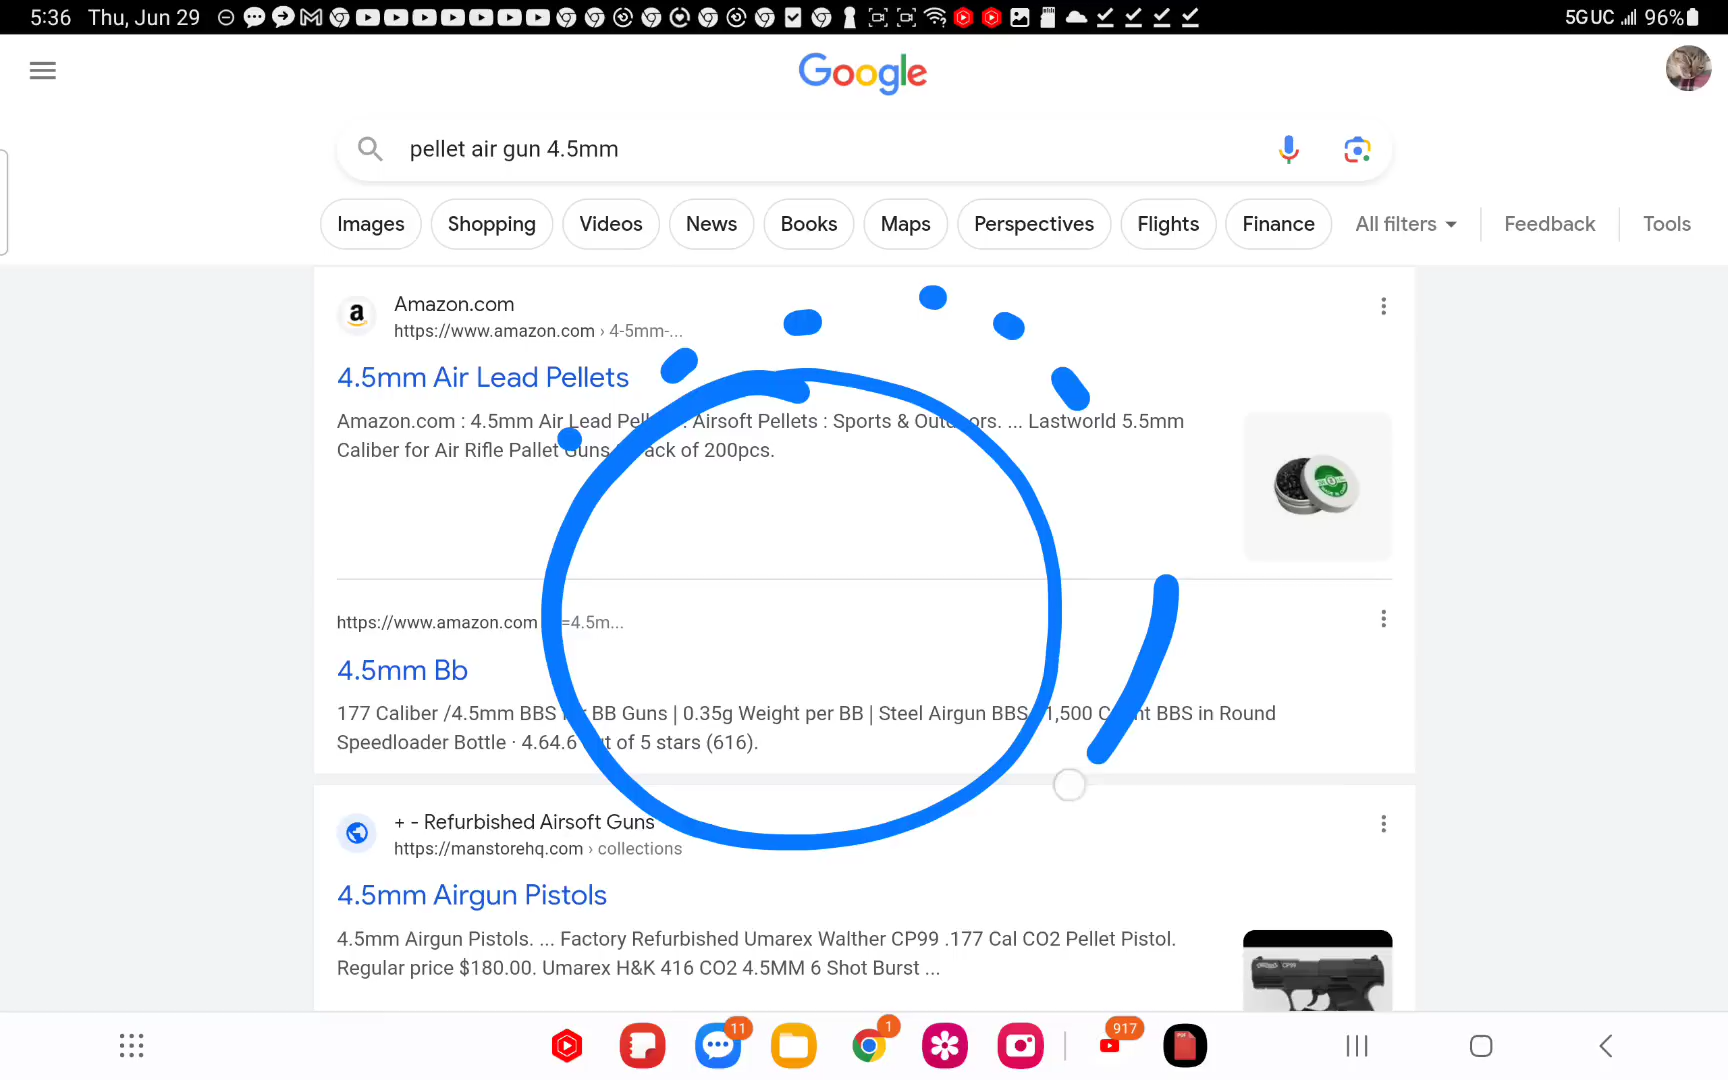 5:36 Thu, Jun 29
5GUC 96%
Google
pellet air gun 4.5mm
Images Shopping Videos News Books Maps Perspectives Flights Finance All filters Feedback Tools
Amazon.com
https://www.amazon.com › 4-5mm-...
4.5mm Air Lead Pellets
Amazon.com : 4.5mm Air Lead : Airsoft Pellets : Sports & ... Lastworld 5.5mm
Caliber for Air Rifle Pallet Guns of 200pcs.
https://www.amazon.com =4.5m...
4.5mm Bb
177 Caliber /4.5mm BBS BB Guns | 0.35g Weight per BB | Steel Airgun BBS 1,500 BBS in Round
Speedloader Bottle · 4.64.6 of 5 stars (616).
+ - Refurbished Airsoft Guns
https://manstorehq.com › collections
4.5mm Airgun Pistols
4.5mm Airgun Pistols. ... Factory Refurbished Umarex Walther CP99 .177 Cal CO2 Pellet Pistol.
Regular price $180.00. Umarex H&K 416 CO2 4.5MM 6 Shot Burst ...
11
1
917